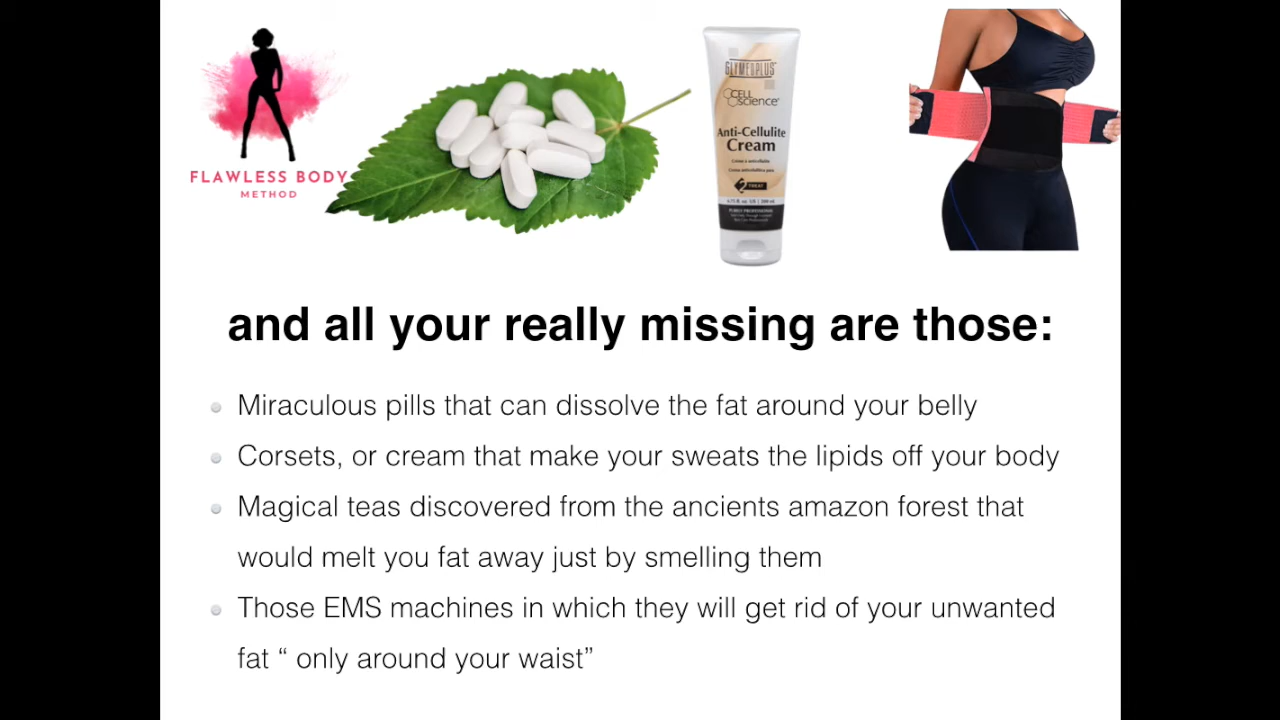 FLAWLESS BODY
METHOD
GLYMEDPLUS
CELL
SCIENCE
Anti-Cellulite
Cream
TREAT
and all your really missing are those:
Miraculous pills that can dissolve the fat around your belly
Corsets, or cream that make your sweats the lipids off your body
Magical teas discovered from the ancients amazon forest that
would melt you fat away just by smelling them
Those EMS machines in which they will get rid of your unwanted
fat “ only around your waist”